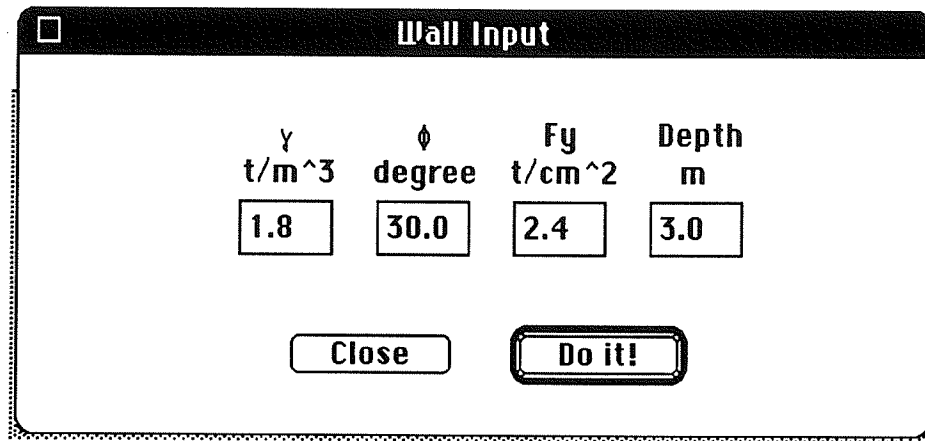 Wall Input
γ ϕ Fy Depth
t/m^3 degree t/cm^2 m
1.8 30.0 2.4 3.0
Close Do it!